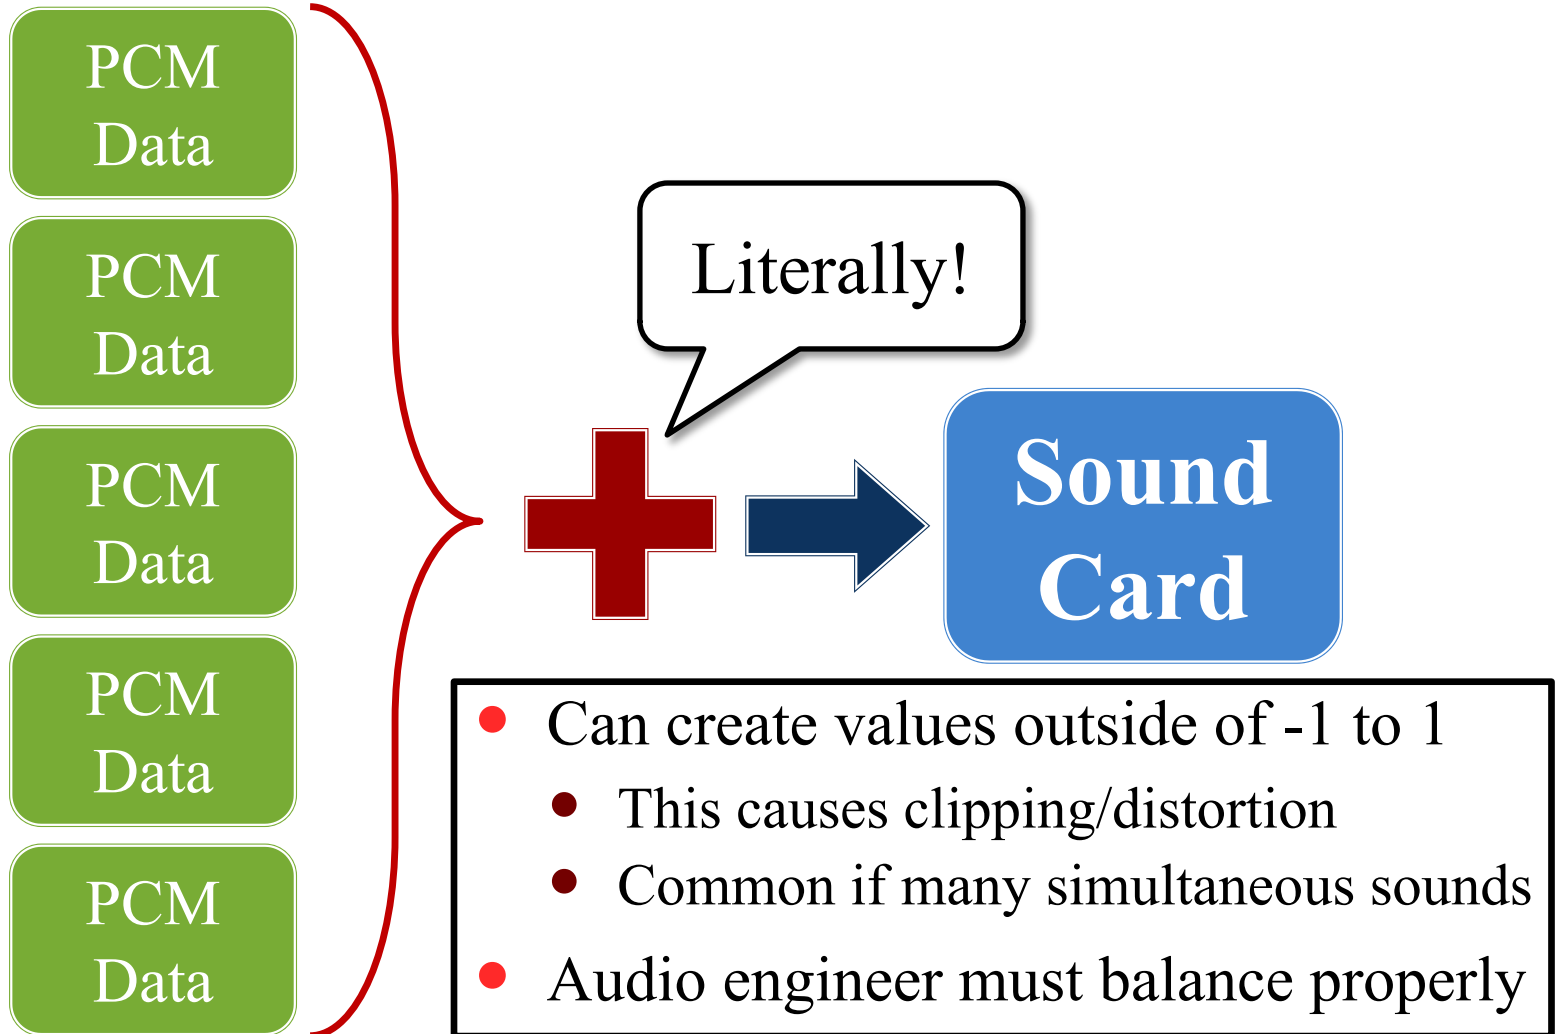 PCM
Data
PCM
Data
PCM
Data
PCM
Data
PCM
Data
Literally!
Sound
Card
Can create values outside of -1 to 1
This causes clipping/distortion
Common if many simultaneous sounds
Audio engineer must balance properly